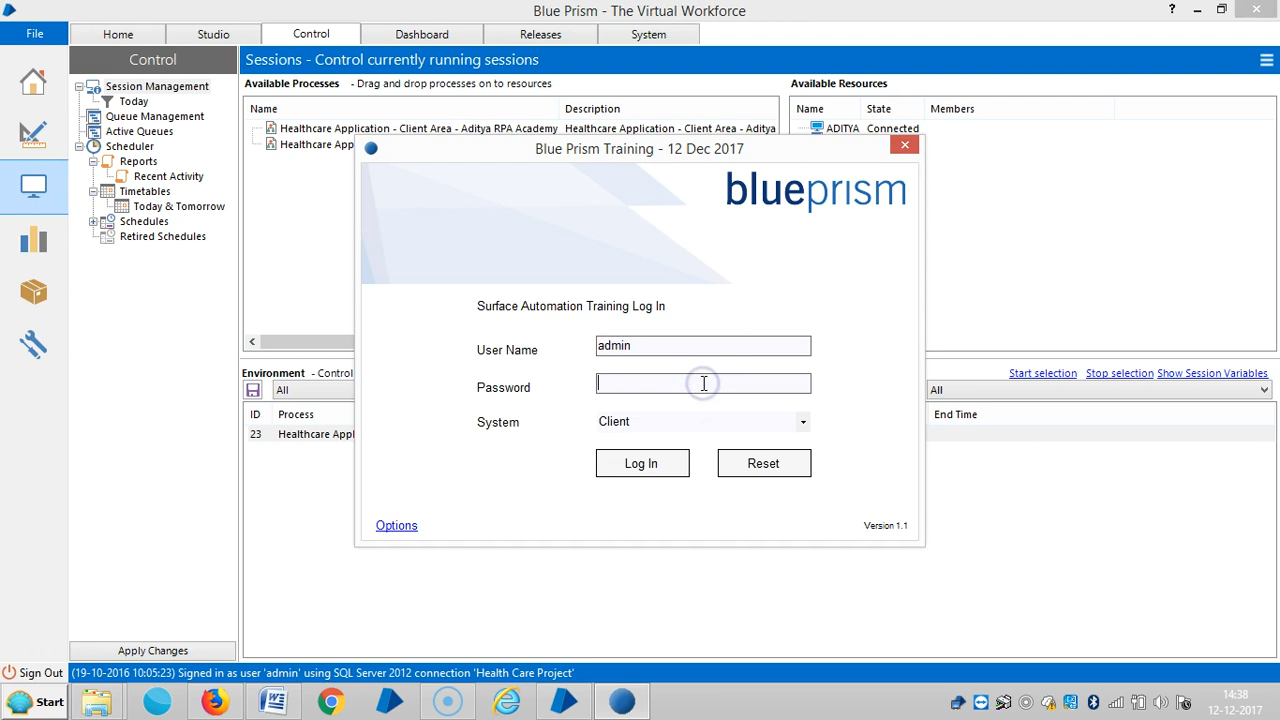 Blue Prism - The Virtual Workforce
?
File
Home
Studio
Control
Dashboard
Releases
System
Control
Sessions - Control currently running sessions
Session Management
Today
Queue Management
Active Queues
Scheduler
Reports
Recent Activity
Timetables
Today & Tomorrow
Schedules
Retired Schedules
Available Processes - Drag and drop processes on to resources
Name Description
Healthcare Application - Client Area - Aditya RPA Academy Healthcare Application - Client Area - Aditya
Healthcare App
Available Resources
Name State Members
ADITYA Connected
Blue Prism Training - 12 Dec 2017
blueprism
Surface Automation Training Log In
User Name admin
Password
System Client
Log In Reset
Options
Version 1.1
Environment - Control
Start selection Stop selection Show Session Variables
All
All
ID Process End Time
23 Healthcare Appl
Apply Changes
Sign Out
(19-10-2016 10:05:23) Signed in as user 'admin' using SQL Server 2012 connection 'Health Care Project'
Start
14:38
12-12-2017